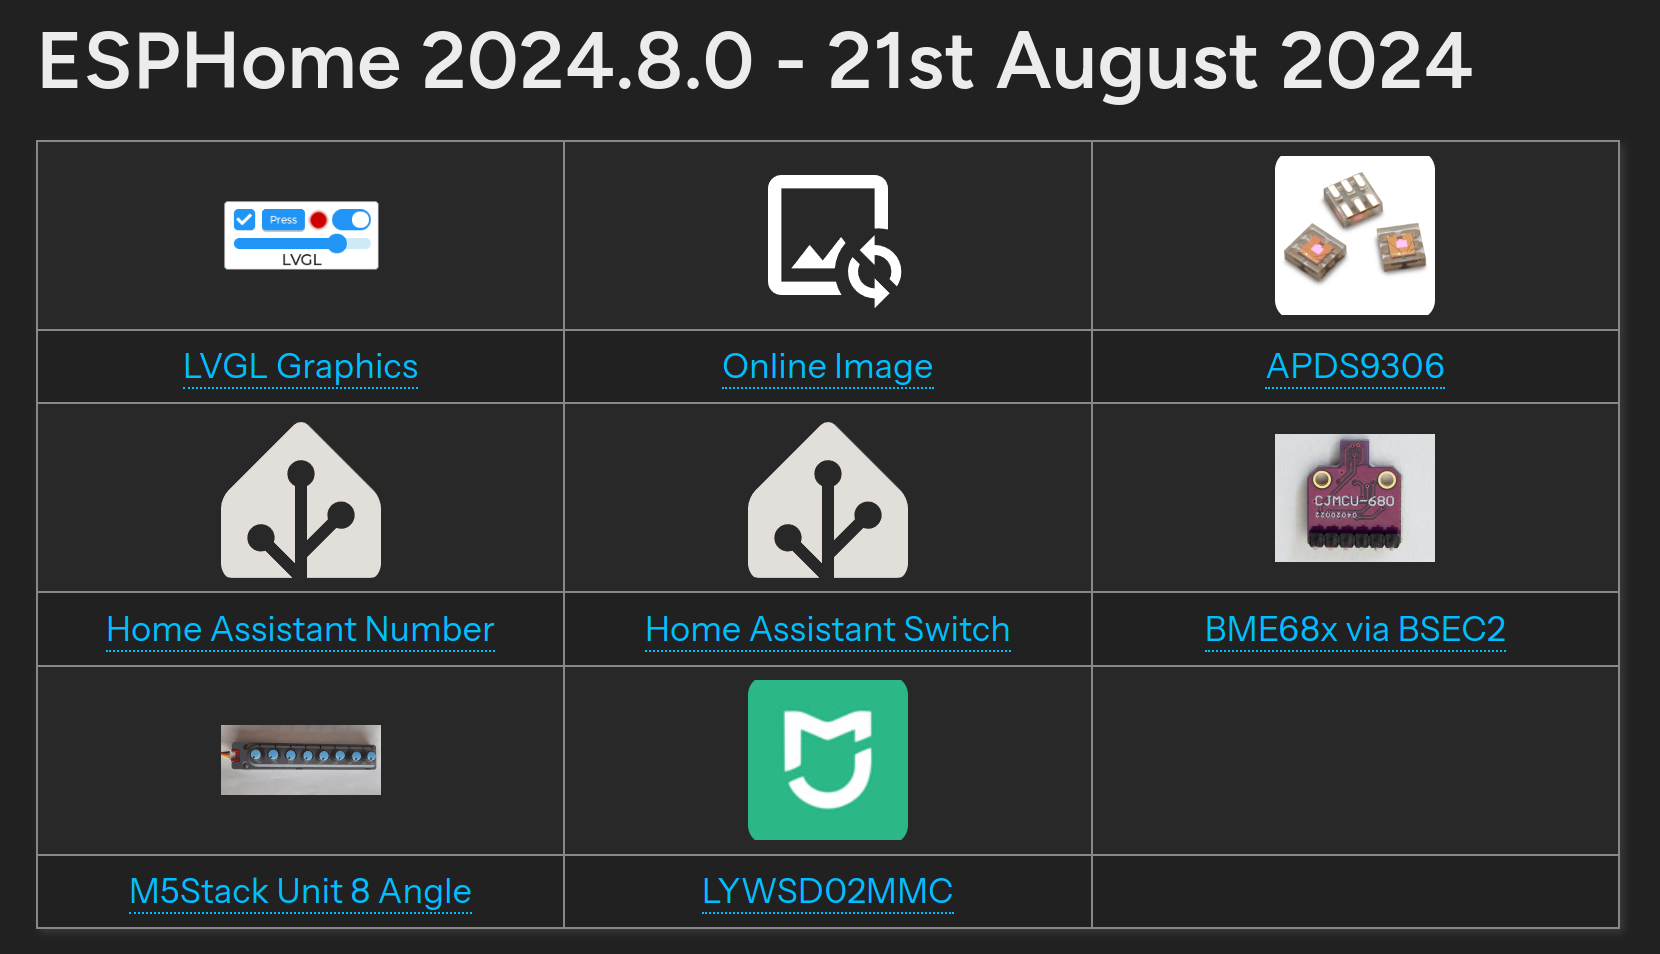 ESPHome 2024.8.0 - 21st August 2024
Press
LVGL
LVGL Graphics
Online Image
APDS9306
CJMCU-680
Home Assistant Number
Home Assistant Switch
BME68x via BSEC2
M5Stack Unit 8 Angle
LYWSD02MMC